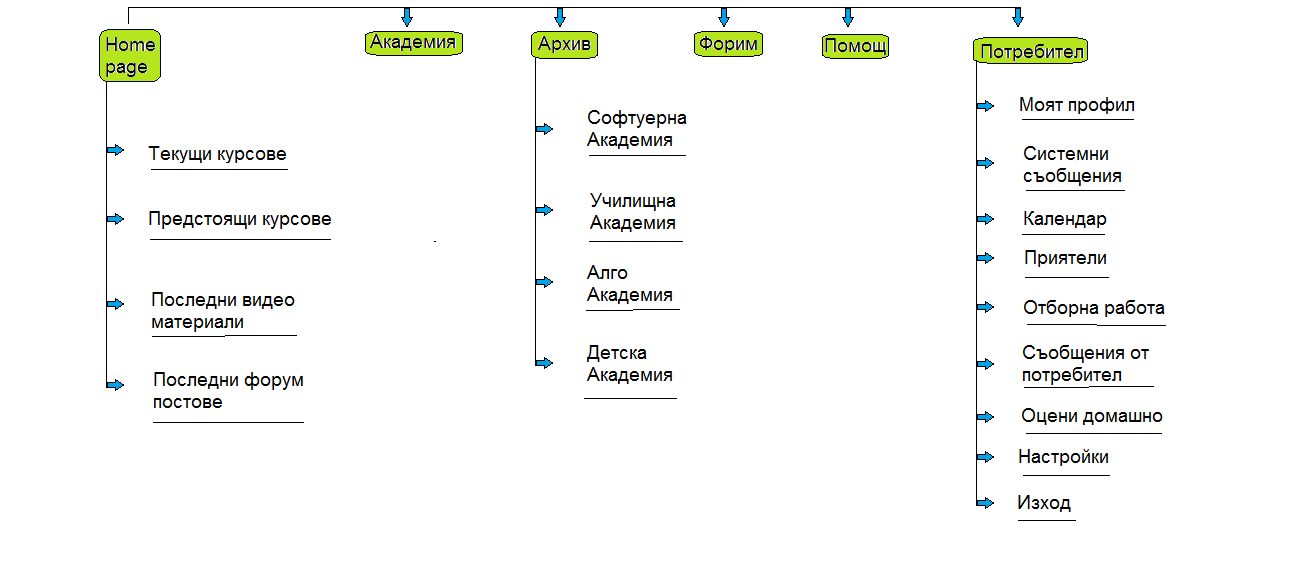 Home
page
Академия
Архив
Форим
Помощ
Потребител
Текущи курсове
Предстоящи курсове
Последни видео
материали
Последни форум
постове
Софтуерна
Академия
Училищна
Академия
Алго
Академия
Детска
Академия
Моят профил
Системни
съобщения
Календар
Приятели
Отборна работа
Съобщения от
потребител
Оцени домашно
Настройки
Изход